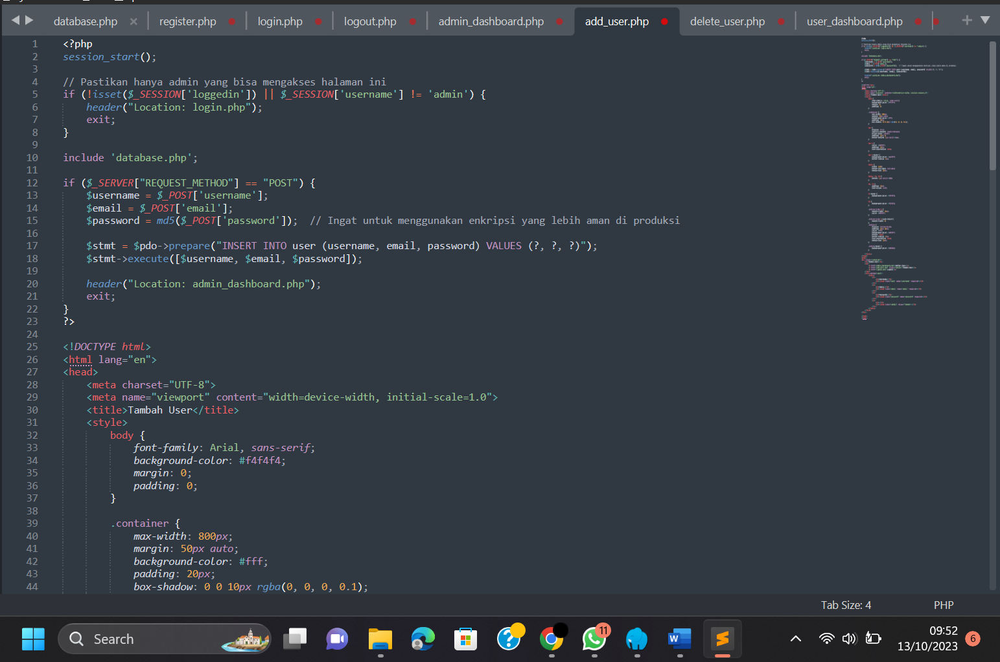 database.php
register.php
login.php
logout.php
admin_dashboard.php
add_user.php
delete_user.php
user_dashboard.php
1 <?php
2 session_start();
3
4 // Pastikan hanya admin yang bisa mengakses halaman ini
5 if (!isset($_SESSION['loggedin']) || $_SESSION['username'] != 'admin') {
6 header("Location: login.php");
7 exit;
8 }
9
10 include 'database.php';
11
12 if ($_SERVER["REQUEST_METHOD"] == "POST") {
13 $username = $_POST['username'];
14 $email = $_POST['email'];
15 $password = md5($_POST['password']);  // Ingat untuk menggunakan enkripsi yang lebih aman di produksi
16
17 $stmt = $pdo->prepare("INSERT INTO user (username, email, password) VALUES (?, ?, ?)");
18 $stmt->execute([$username, $email, $password]);
19
20 header("Location: admin_dashboard.php");
21 exit;
22 }
23 ?>
24
25 <!DOCTYPE html>
26 <html lang="en">
27 <head>
28 <meta charset="UTF-8">
29 <meta name="viewport" content="width=device-width, initial-scale=1.0">
30 <title>Tambah User</title>
31 <style>
32 body {
33 font-family: Arial, sans-serif;
34 background-color: #f4f4f4;
35 margin: 0;
36 padding: 0;
37 }
38
39 .container {
40 max-width: 800px;
41 margin: 50px auto;
42 background-color: #fff;
43 padding: 20px;
44 box-shadow: 0 0 10px rgba(0, 0, 0, 0.1);
Tab Size: 4
PHP
Search
11
09:52
13/10/2023
6